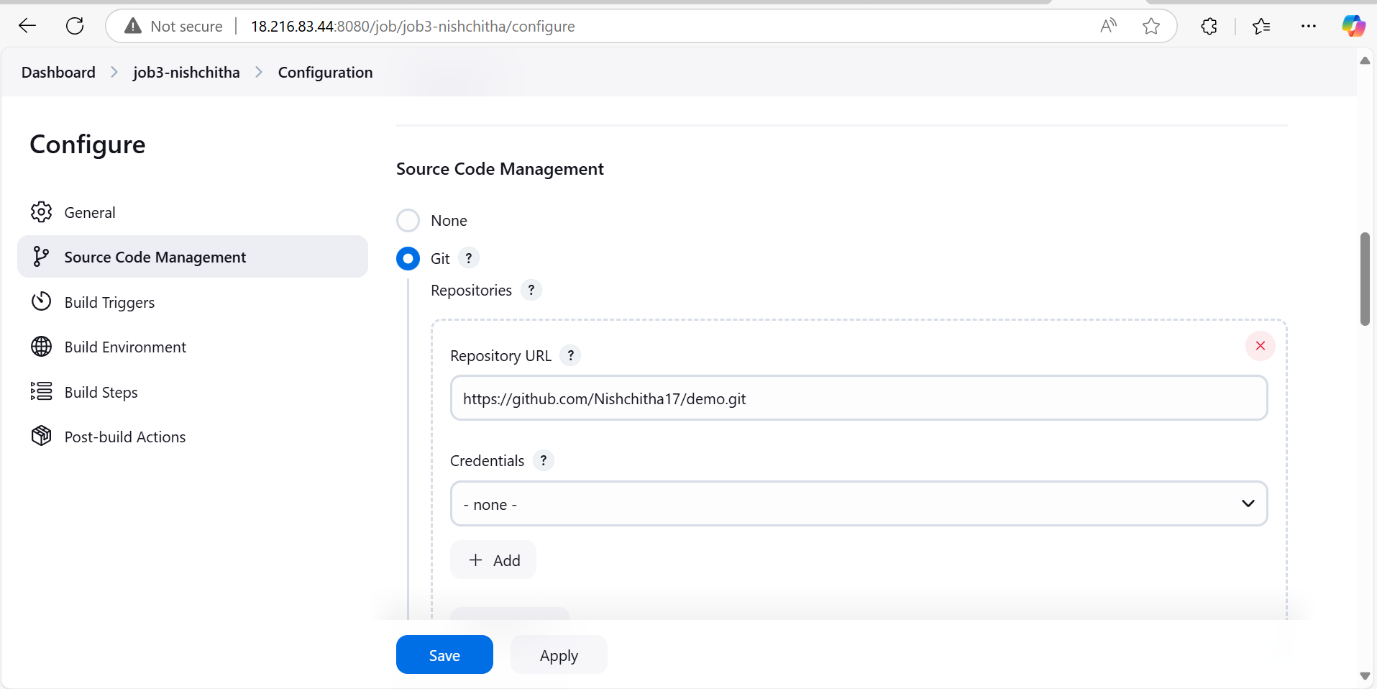 Not secure 18.216.83.44:8080/job/job3-nishchitha/configure
Dashboard job3-nishchitha Configuration
Configure
General
Source Code Management
Build Triggers
Build Environment
Build Steps
Post-build Actions
Source Code Management
None
Git ?
Repositories ?
Repository URL ?
https://github.com/Nishchitha17/demo.git
Credentials ?
- none -
+ Add
Save Apply